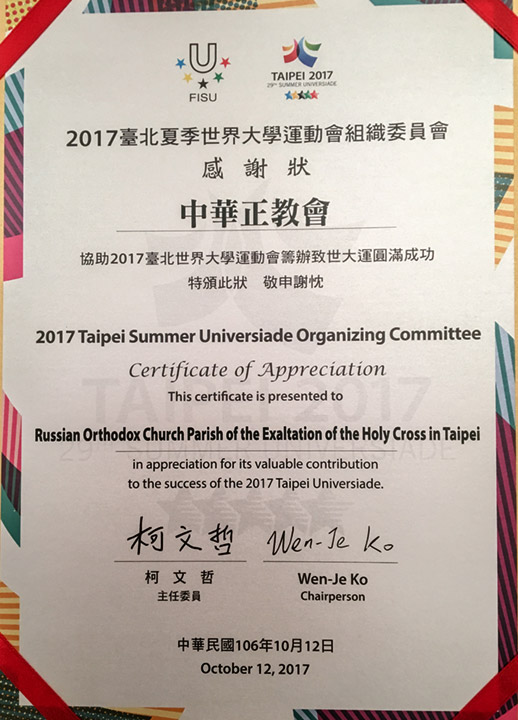 FISU
TAIPEI 2017
29TH SUMMER UNIVERSIADE
2017臺北夏季世界大學運動會組織委員會
感謝狀
中華正教會
協助2017臺北世界大學運動會籌辦致世大運圓滿成功
特頒此狀 敬申謝忱
2017 Taipei Summer Universiade Organizing Committee
Certificate of Appreciation
This certificate is presented to
TAIPEI 2017
Russian Orthodox Church Parish of the Exaltation of the Holy Cross in Taipei
29TH SUMMER UNIVERSIADE
in appreciation for its valuable contribution
to the success of the 2017 Taipei Universiade.
柯文哲 Wen-Je Ko
柯文哲 Wen-Je Ko
主任委員 Chairperson
中華民國106年10月12日
October 12, 2017